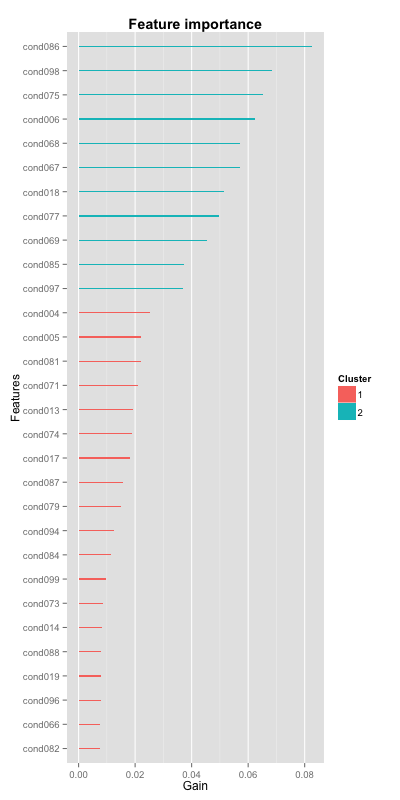 Feature importance
cond086
cond098
cond075
cond006
cond068
cond067
cond018
cond077
cond069
cond085
cond097
cond004
cond005
cond081
cond071
cond013
cond074
cond017
cond087
cond079
cond094
cond084
cond099
cond073
cond014
cond088
cond019
cond096
cond066
cond082
Features
0.00 0.02 0.04 0.06 0.08
Gain
Cluster
1
2